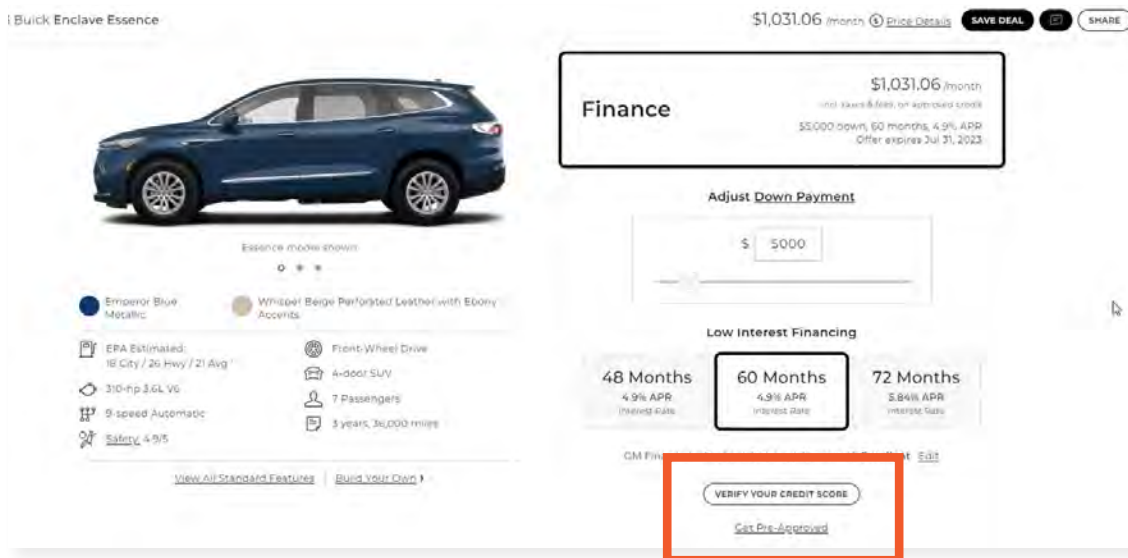 Buick Enclave Essence
$1,031.06 /month Price Details SAVE DEAL SHARE
Finance
$1,031.06 /month
incl. taxes & fees, on approved credit
$5,000 down, 60 months, 4.9% APR
Offer expires Jul 31, 2023
Adjust Down Payment
$ 5000
Essence model shown
Emperor Blue Metallic
Whisper Beige Perforated Leather with Ebony Accents
EPA Estimated:
18 City / 26 Hwy / 21 Avg
310-hp 3.6L V6
9-speed Automatic
Safety: 4.9/5
Front-Wheel Drive
4-door SUV
7 Passengers
3 years, 36,000 miles
View All Standard Features
Build Your Own
Low Interest Financing
48 Months
4.9% APR
Interest Rate
60 Months
4.9% APR
Interest Rate
72 Months
5.84% APR
Interest Rate
GM Edit
VERIFY YOUR CREDIT SCORE
Get Pre-Approved